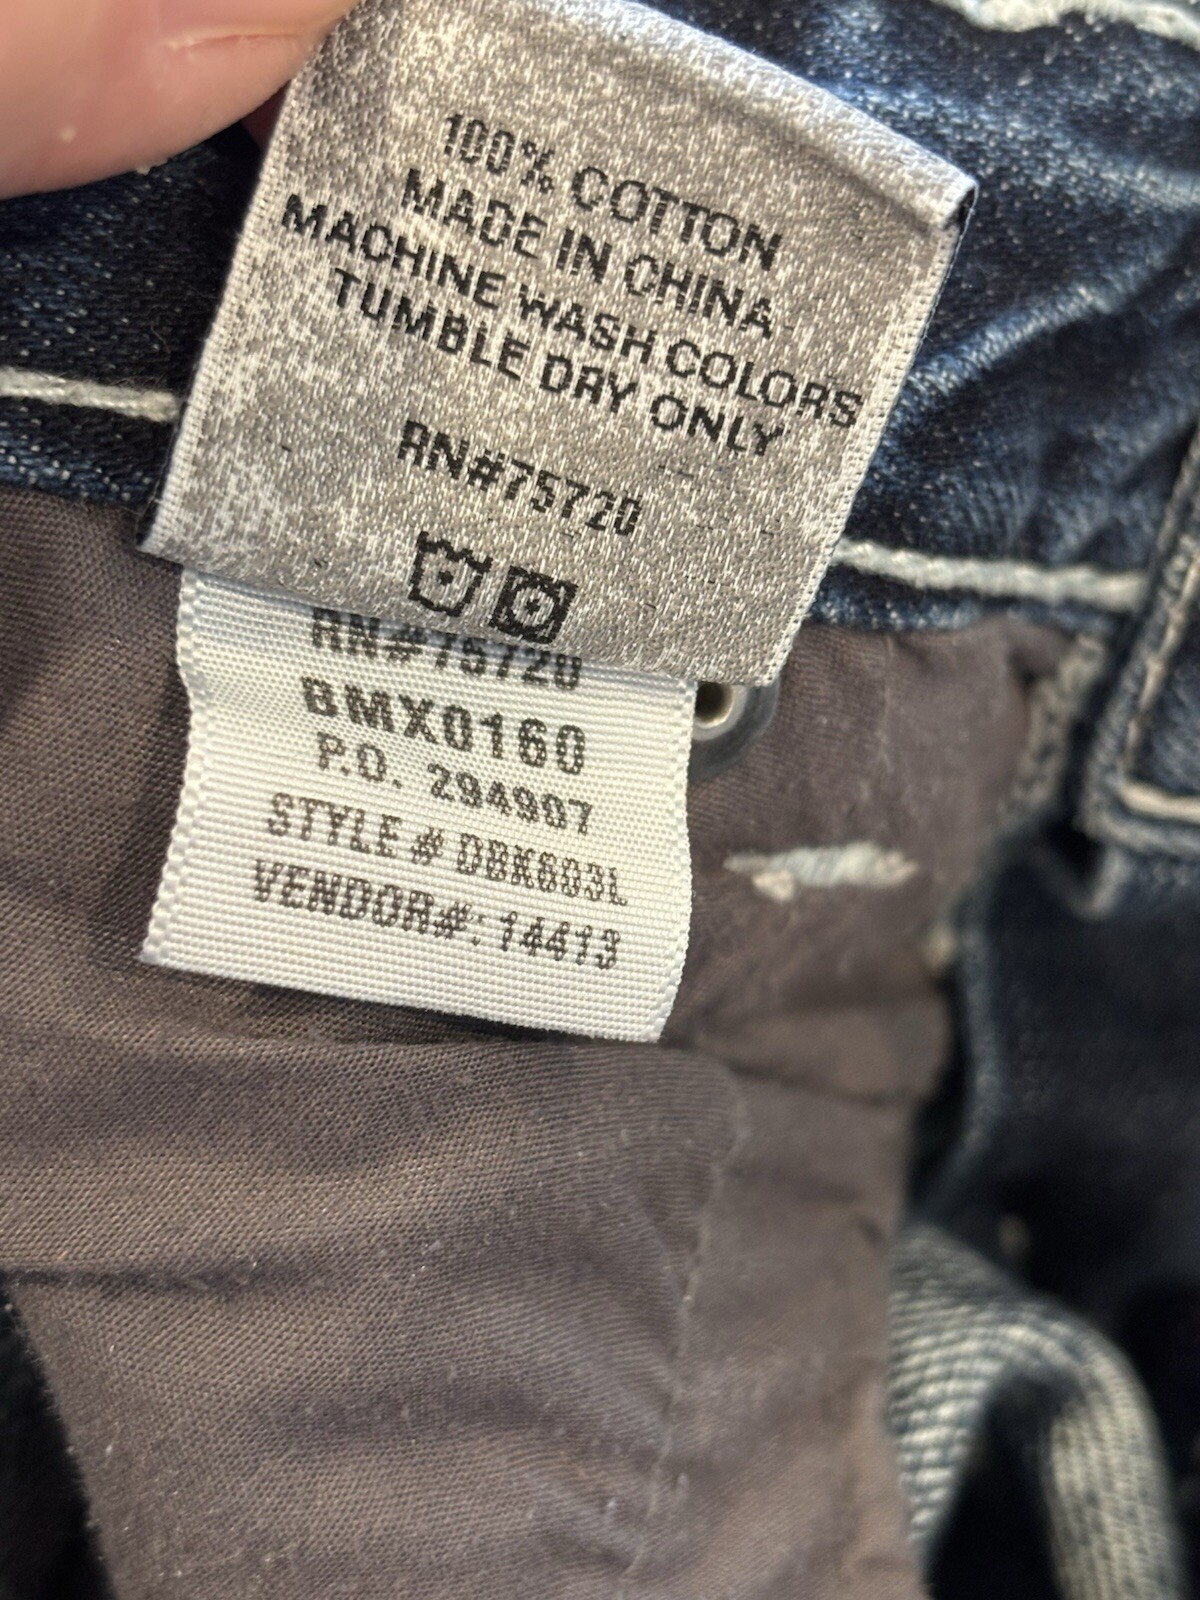 100% COTTON
MADE IN CHINA
MACHINE WASH COLORS
TUMBLE DRY ONLY
RN#75720
RN#75720
BMX0160
P.O. 294907
STYLE # DBK603L
VENDOR#: 14413